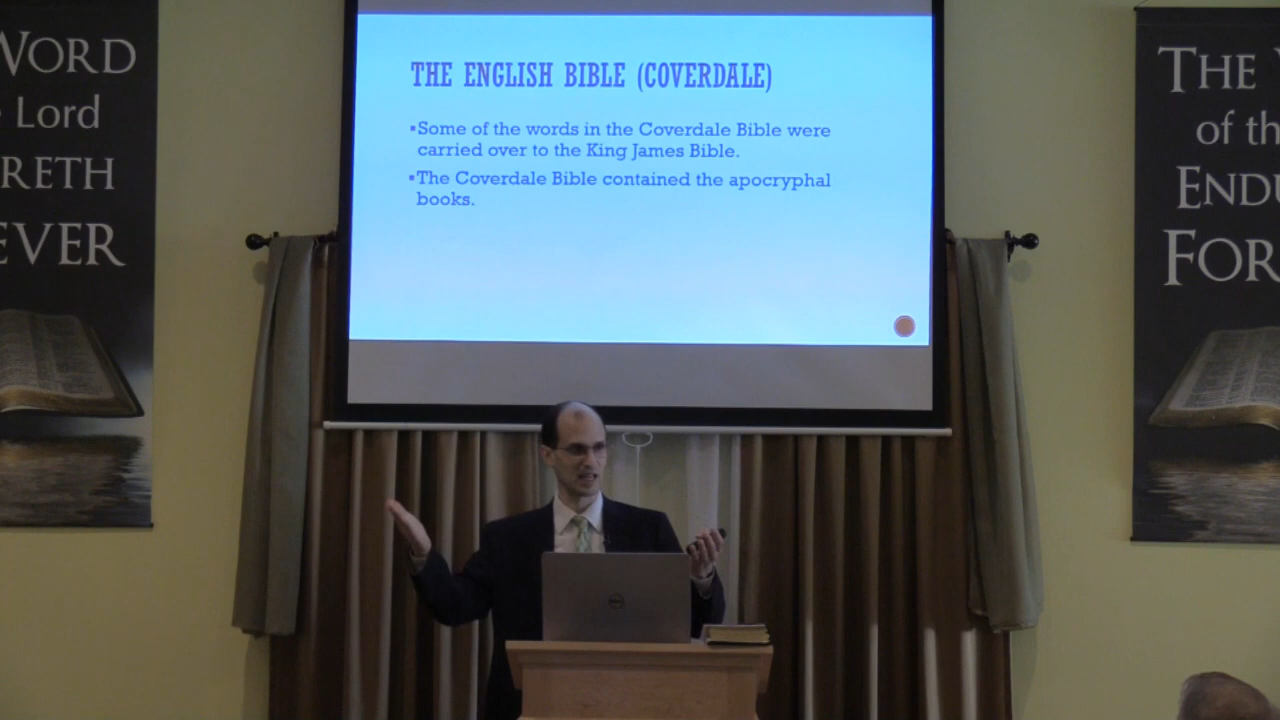 WORD
Lord
RETH
EVER
THE ENGLISH BIBLE (COVERDALE)
▪Some of the words in the Coverdale Bible were
carried over to the King James Bible.
▪The Coverdale Bible contained the apocryphal
books.
THE
of th
ENDU
FOR
DELL